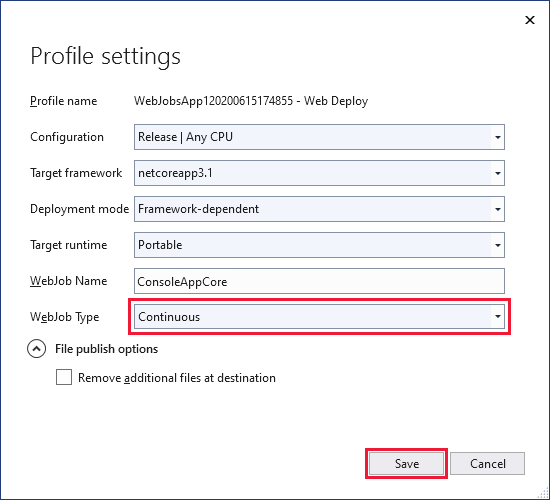 Profile settings
Profile name WebJobsApp120200615174855 - Web Deploy
Configuration Release | Any CPU
Target framework netcoreapp3.1
Deployment mode Framework-dependent
Target runtime Portable
WebJob Name ConsoleAppCore
WebJob Type Continuous
File publish options
Remove additional files at destination
Save Cancel